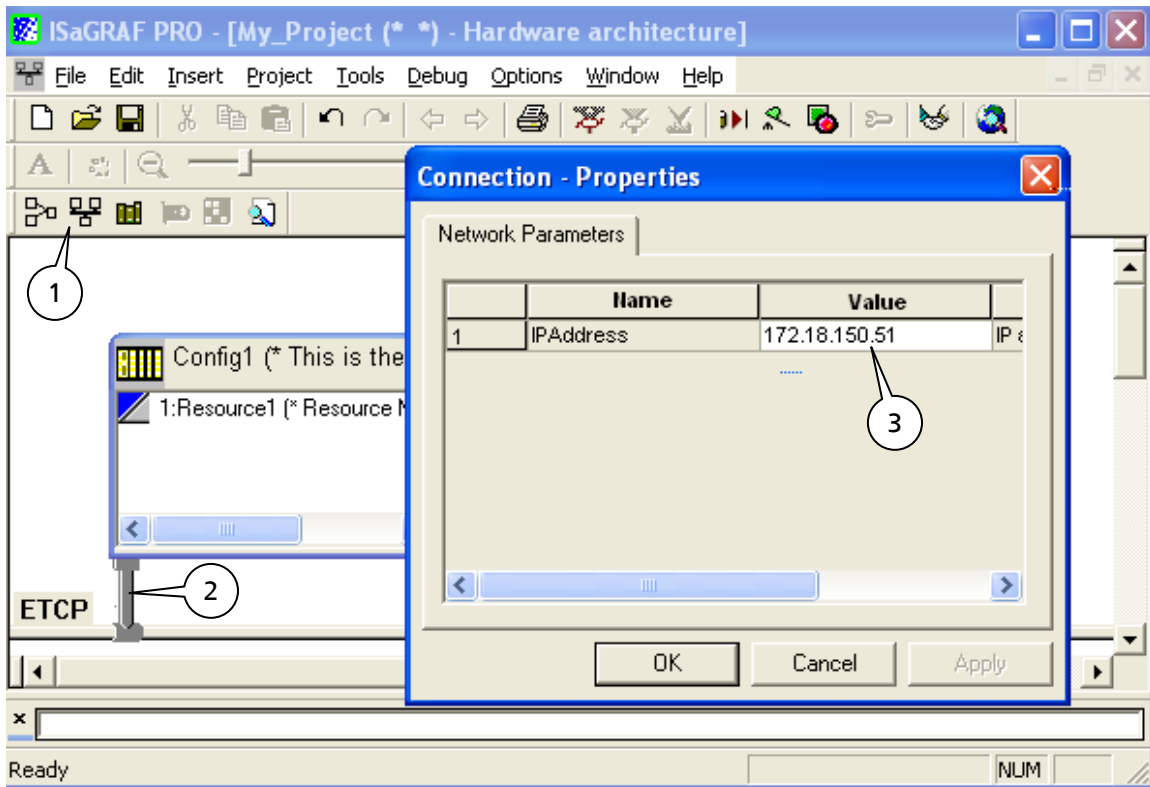 ISaGRAF PRO - [My_Project (* *) - Hardware architecture]
File Edit Insert Project Tools Debug Options Window Help
A
Connection - Properties
Network Parameters
1
Name Value
1 IPAddress 172.18.150.51 IP
Config1 (* This is the
1:Resource1 (* Resource
3
2
ETCP
OK Cancel Apply
x
Ready NUM